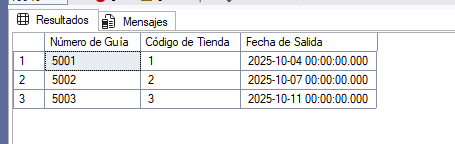 Resultados Mensajes
Número de Guía Código de Tienda Fecha de Salida
1 5001 1 2025-10-04 00:00:00.000
2 5002 2 2025-10-07 00:00:00.000
3 5003 3 2025-10-11 00:00:00.000